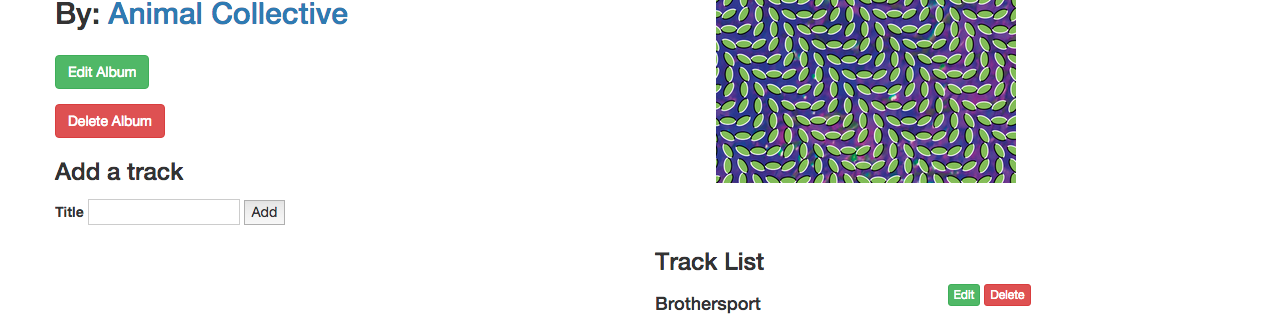 By: Animal Collective
Edit Album
Delete Album
Add a track
Title Add
Track List
Brothersport Edit Delete